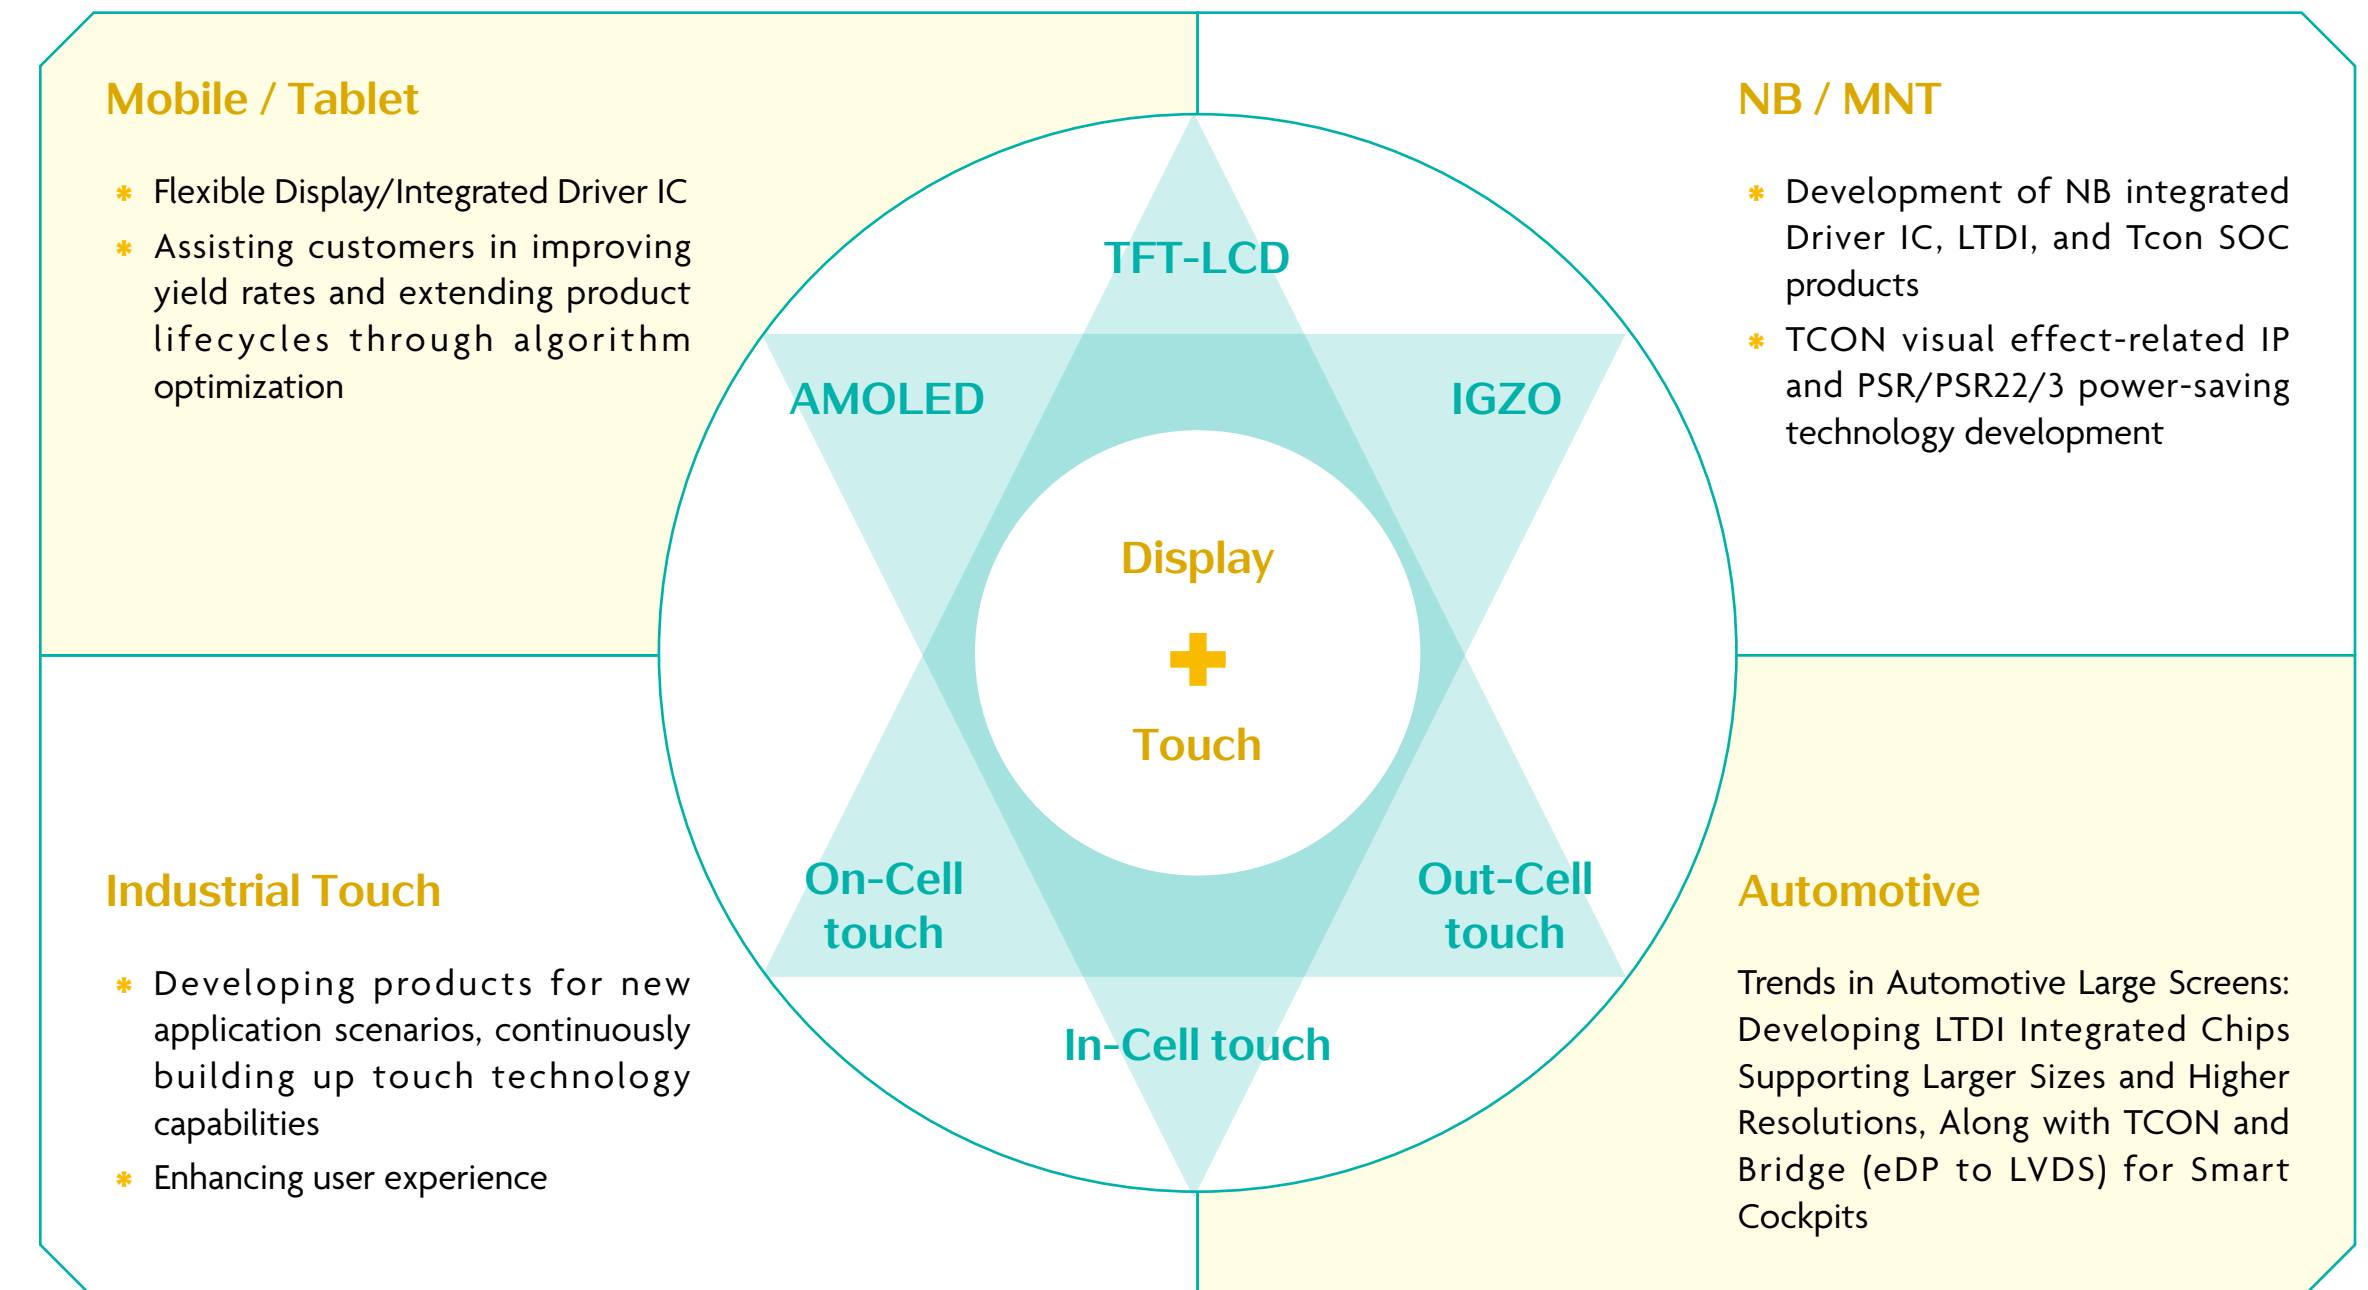 Mobile / Tablet
Flexible Display/Integrated Driver IC
Assisting customers in improving
yield rates and extending product
lifecycles through algorithm
optimization
NB / MNT
Development of NB integrated
Driver IC, LTDI, and Tcon SOC
products
TCON visual effect-related IP
and PSR/PSR22/3 power-saving
technology development
TFT-LCD
AMOLED
IGZO
Display
Touch
On-Cell
touch
Out-Cell
touch
In-Cell touch
Industrial Touch
Developing products for new
application scenarios, continuously
building up touch technology
capabilities
Enhancing user experience
Automotive
Trends in Automotive Large Screens:
Developing LTDI Integrated Chips
Supporting Larger Sizes and Higher
Resolutions, Along with TCON and
Bridge (eDP to LVDS) for Smart
Cockpits